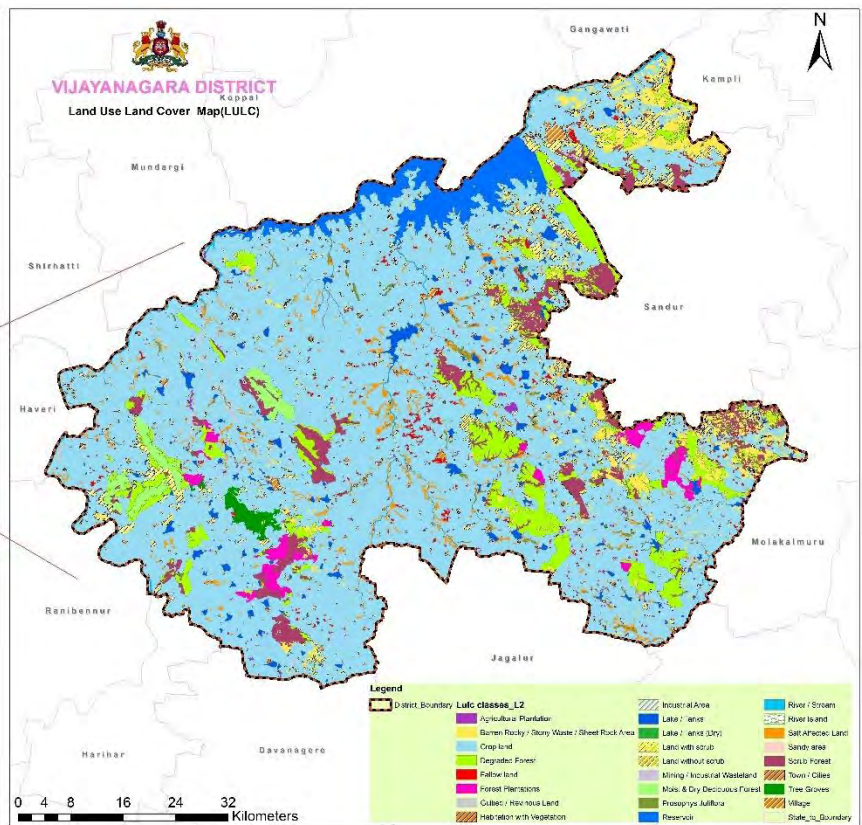 VIJAYANAGARA DISTRICT
Land Use Land Cover Map(LULC)
N
Gangawati
Kampli
Koppal
Mundargi
Shirhatti
Sandur
Haveri
Molakalmuru
Ranibennur
Jagalur
Harihar
Davanagere
0 4 8 16 24 32
Kilometers
Legend
District_Boundary
Lulc classes_L2
Agricultural Plantation
Barren Rocky / Stony Waste / Sheet Rock Area
Crop land
Degraded Forest
Fallow land
Forest Plantations
Gullied / Ravinous Land
Habitation with Vegetation
Industrial Area
Lake / Tanks
Lake / Tanks (Dry)
Land with scrub
Land without scrub
Mining / Industrial Wasteland
Moist & Dry Deciduous Forest
Prosophys Juliflora
Reservoir
River / Stream
River Island
Salt Affected Land
Sandy area
Scrub Forest
Town / Cities
Tree Groves
Village
State_to_Boundary